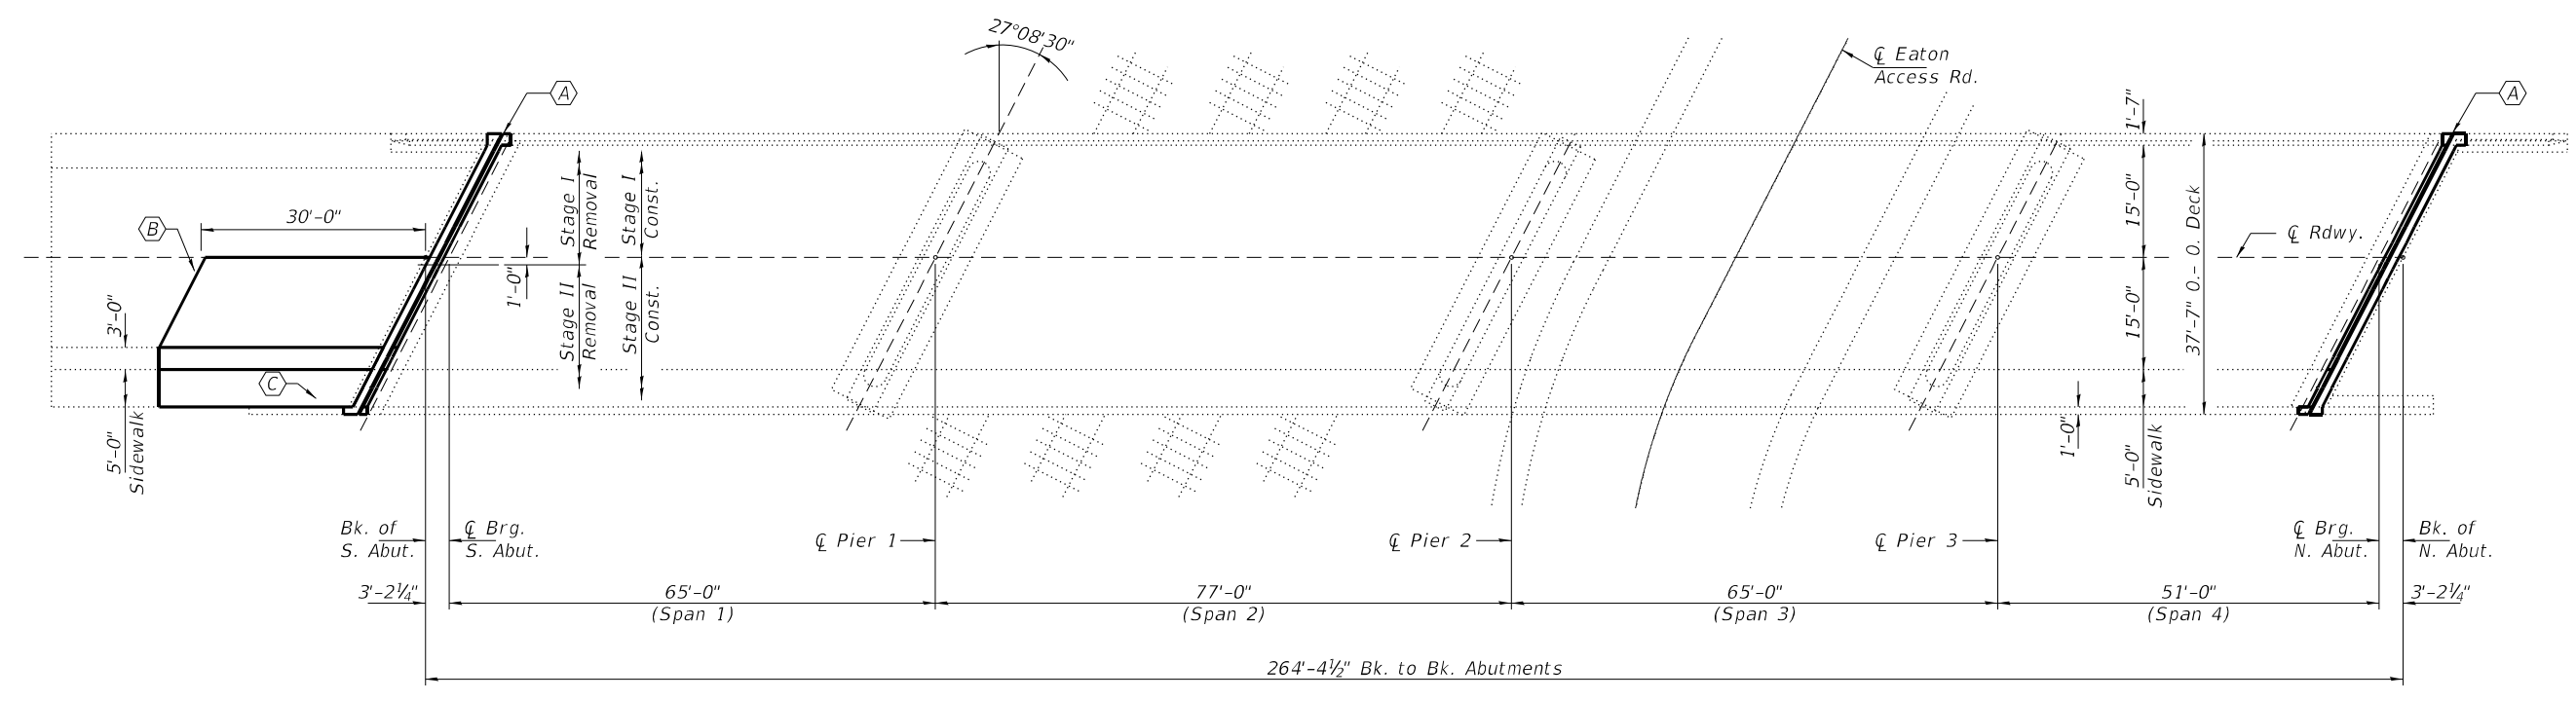 27°08'30"
℄ Eaton
Access Rd.
A
A
1'-7"
B
30'-0"
Stage I
Removal
Stage I
Const.
15'-0"
37'-7" O.- O. Deck
℄ Rdwy.
1'-0"
3'-0"
Stage II
Removal
Stage II
Const.
15'-0"
C
5'-0"
Sidewalk
1'-0"
5'-0"
Sidewalk
Bk. of
S. Abut.
℄ Brg.
S. Abut.
℄ Pier 1
℄ Pier 2
℄ Pier 3
℄ Brg.
N. Abut.
Bk. of
N. Abut.
3'-2¼"
65'-0"
(Span 1)
77'-0"
(Span 2)
65'-0"
(Span 3)
51'-0"
(Span 4)
3'-2¼"
264'-4½" Bk. to Bk. Abutments